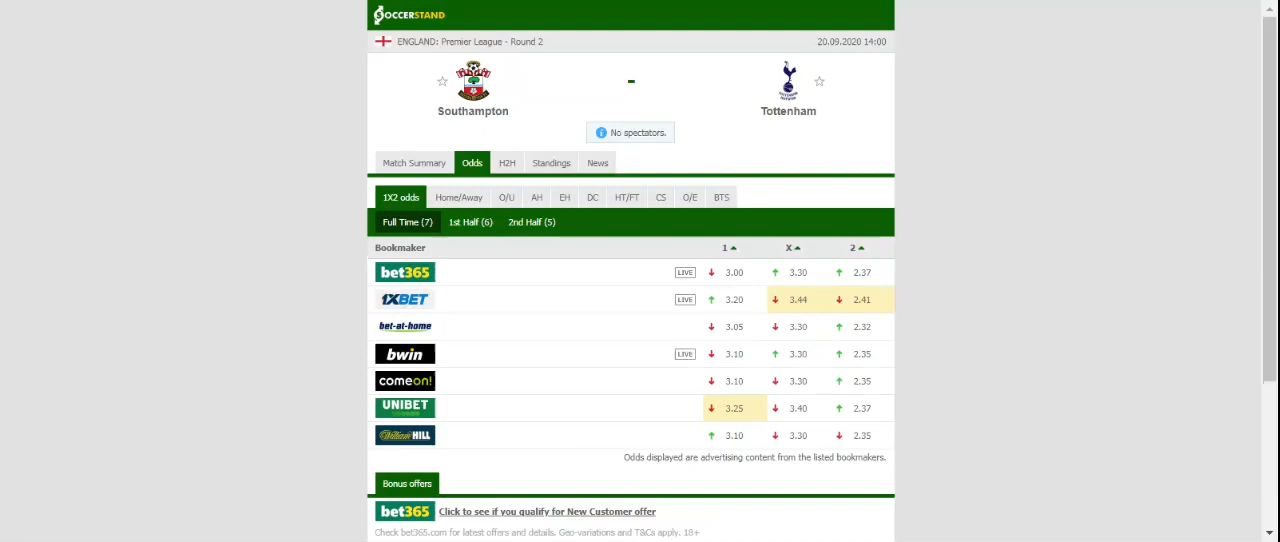 SOCCERSTAND
ENGLAND: Premier League - Round 2 20.09.2020 14:00
-
Southampton Tottenham
No spectators.
Match Summary Odds H2H Standings News
1X2 odds Home/Away O/U AH EH DC HT/FT CS O/E BTS
Full Time (7) 1st Half (6) 2nd Half (5)
Bookmaker 1 X 2
bet365 LIVE 3.00 3.30 2.37
1XBET LIVE 3.20 3.44 2.41
bet-at-home 3.05 3.30 2.32
bwin LIVE 3.10 3.30 2.35
comeon! 3.10 3.30 2.35
UNIBET 3.25 3.40 2.37
William HILL 3.10 3.30 2.35
Odds displayed are advertising content from the listed bookmakers.
Bonus offers
bet365 Click to see if you qualify for New Customer offer
Check bet365.com for latest offers and details. Geo-variations and T&Cs apply. 18+